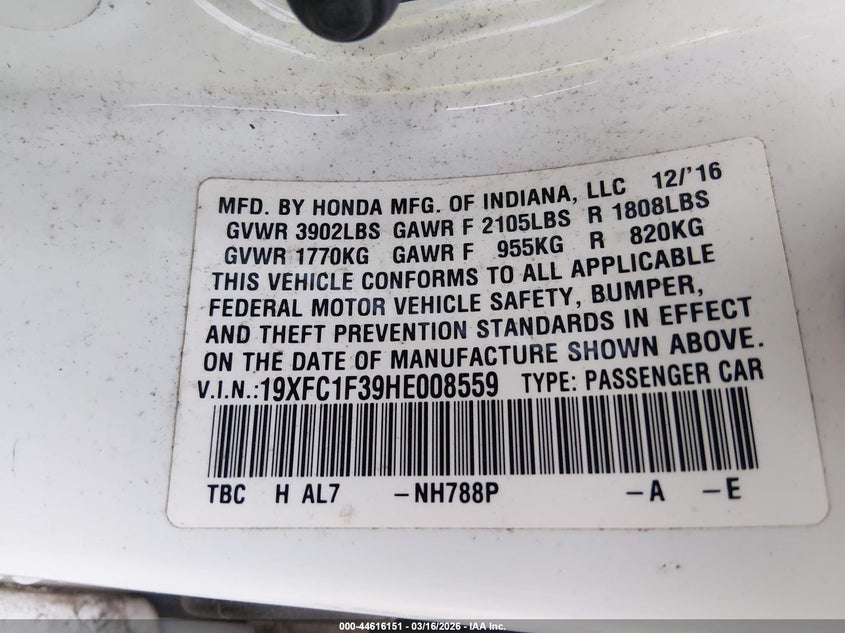 MFD. BY HONDA MFG. OF INDIANA, LLC 12/'16
GVWR 3902LBS GAWR F 2105LBS R 1808LBS
GVWR 1770KG GAWR F 955KG R 820KG
THIS VEHICLE CONFORMS TO ALL APPLICABLE
FEDERAL MOTOR VEHICLE SAFETY, BUMPER,
AND THEFT PREVENTION STANDARDS IN EFFECT
ON THE DATE OF MANUFACTURE SHOWN ABOVE.
V.I.N.:19XFC1F39HE008559 TYPE: PASSENGER CAR
TBC H AL7 -NH788P -A -E
000-44616151 - 03/16/2026 - IAA Inc.